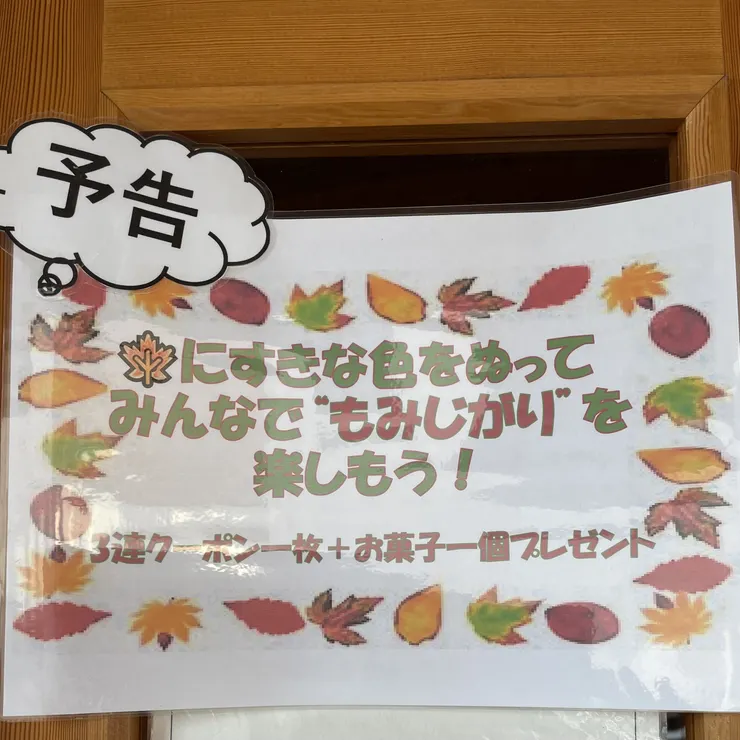 予告
🍁にすきな色をぬって
みんなで"もみじがり"を
楽しもう！
3連クーポン一枚＋お菓子一個プレゼント